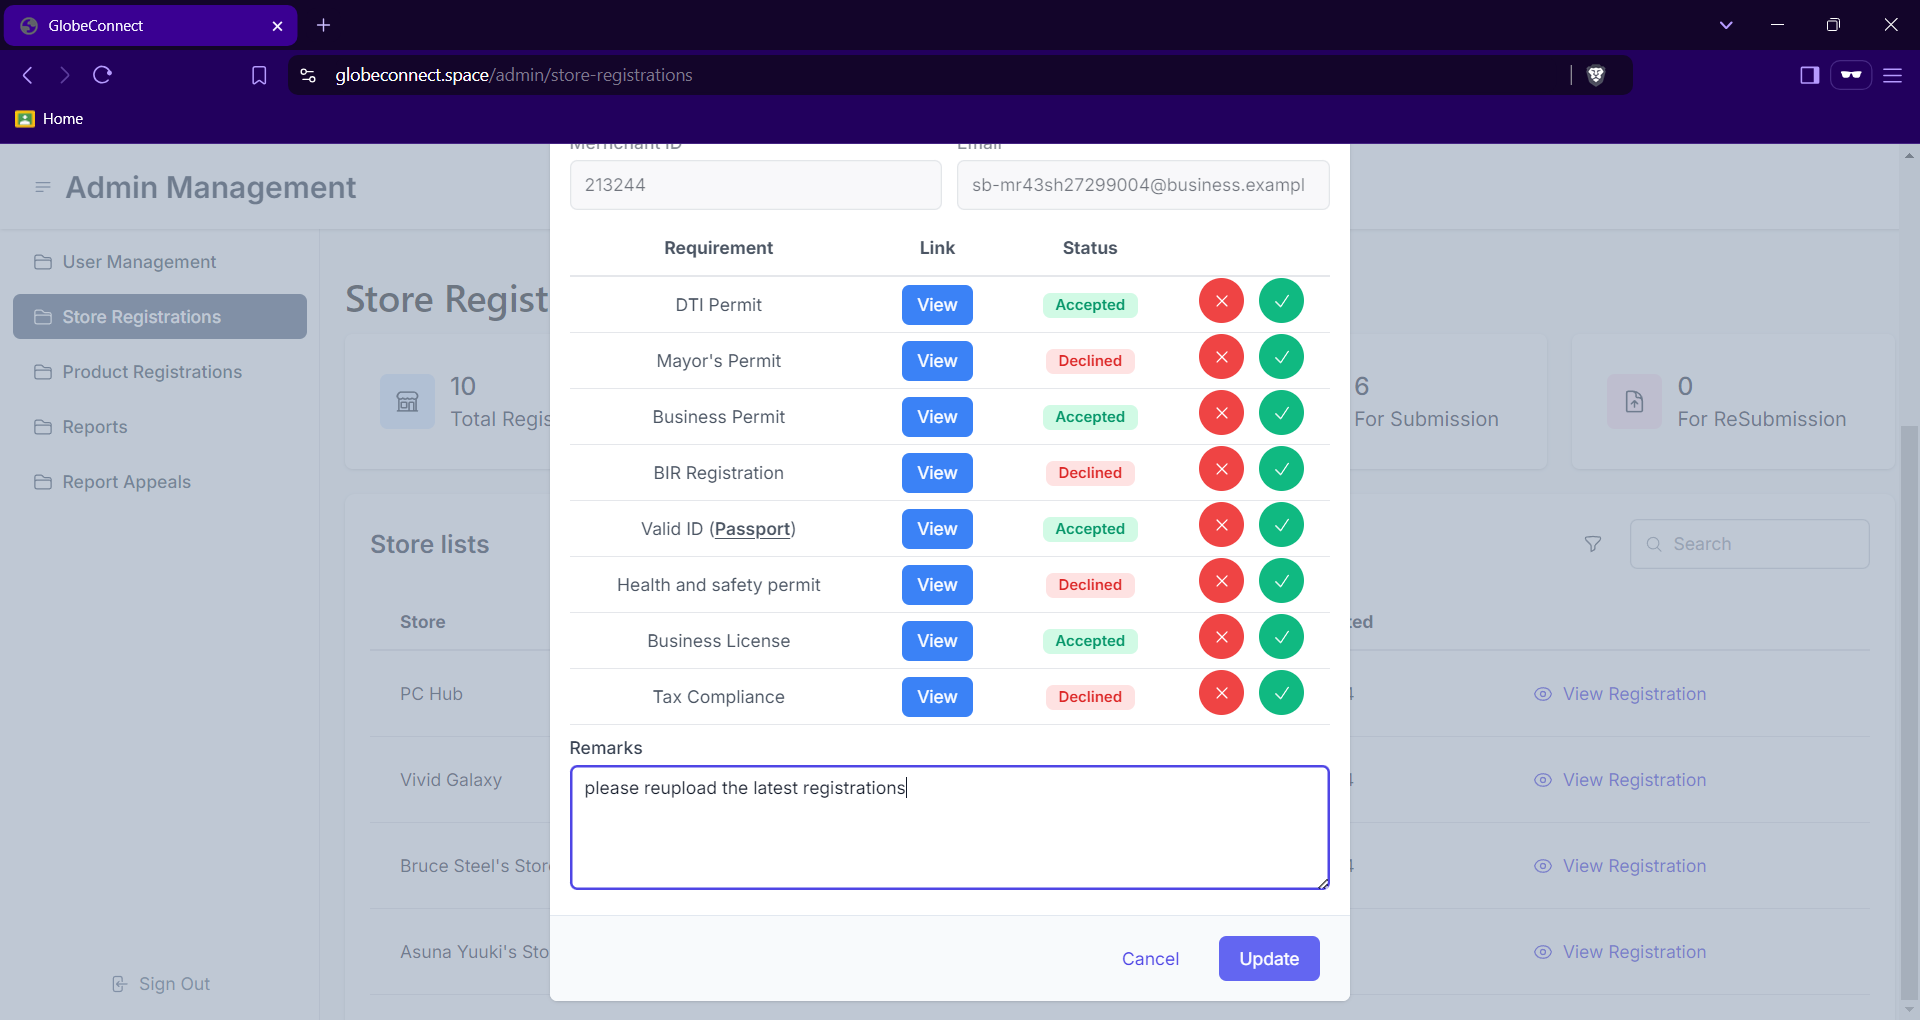 GlobeConnect
globeconnect.space/admin/store-registrations
Home
Admin Management
User Management
Store Registrations
Product Registrations
Reports
Report Appeals
Sign Out
Store Regist
10
Total Regis
6
For Submission
0
For ReSubmission
Store lists
Search
Store
ted
PC Hub
View Registration
Vivid Galaxy
View Registration
Bruce Steel's Stor
View Registration
Asuna Yuuki's Sto
View Registration
Merhchant ID
Email
213244
sb-mr43sh27299004@business.exampl
Requirement Link Status
DTI Permit View Accepted
Mayor's Permit View Declined
Business Permit View Accepted
BIR Registration View Declined
Valid ID (Passport) View Accepted
Health and safety permit View Declined
Business License View Accepted
Tax Compliance View Declined
Remarks
please reupload the latest registrations
Cancel Update